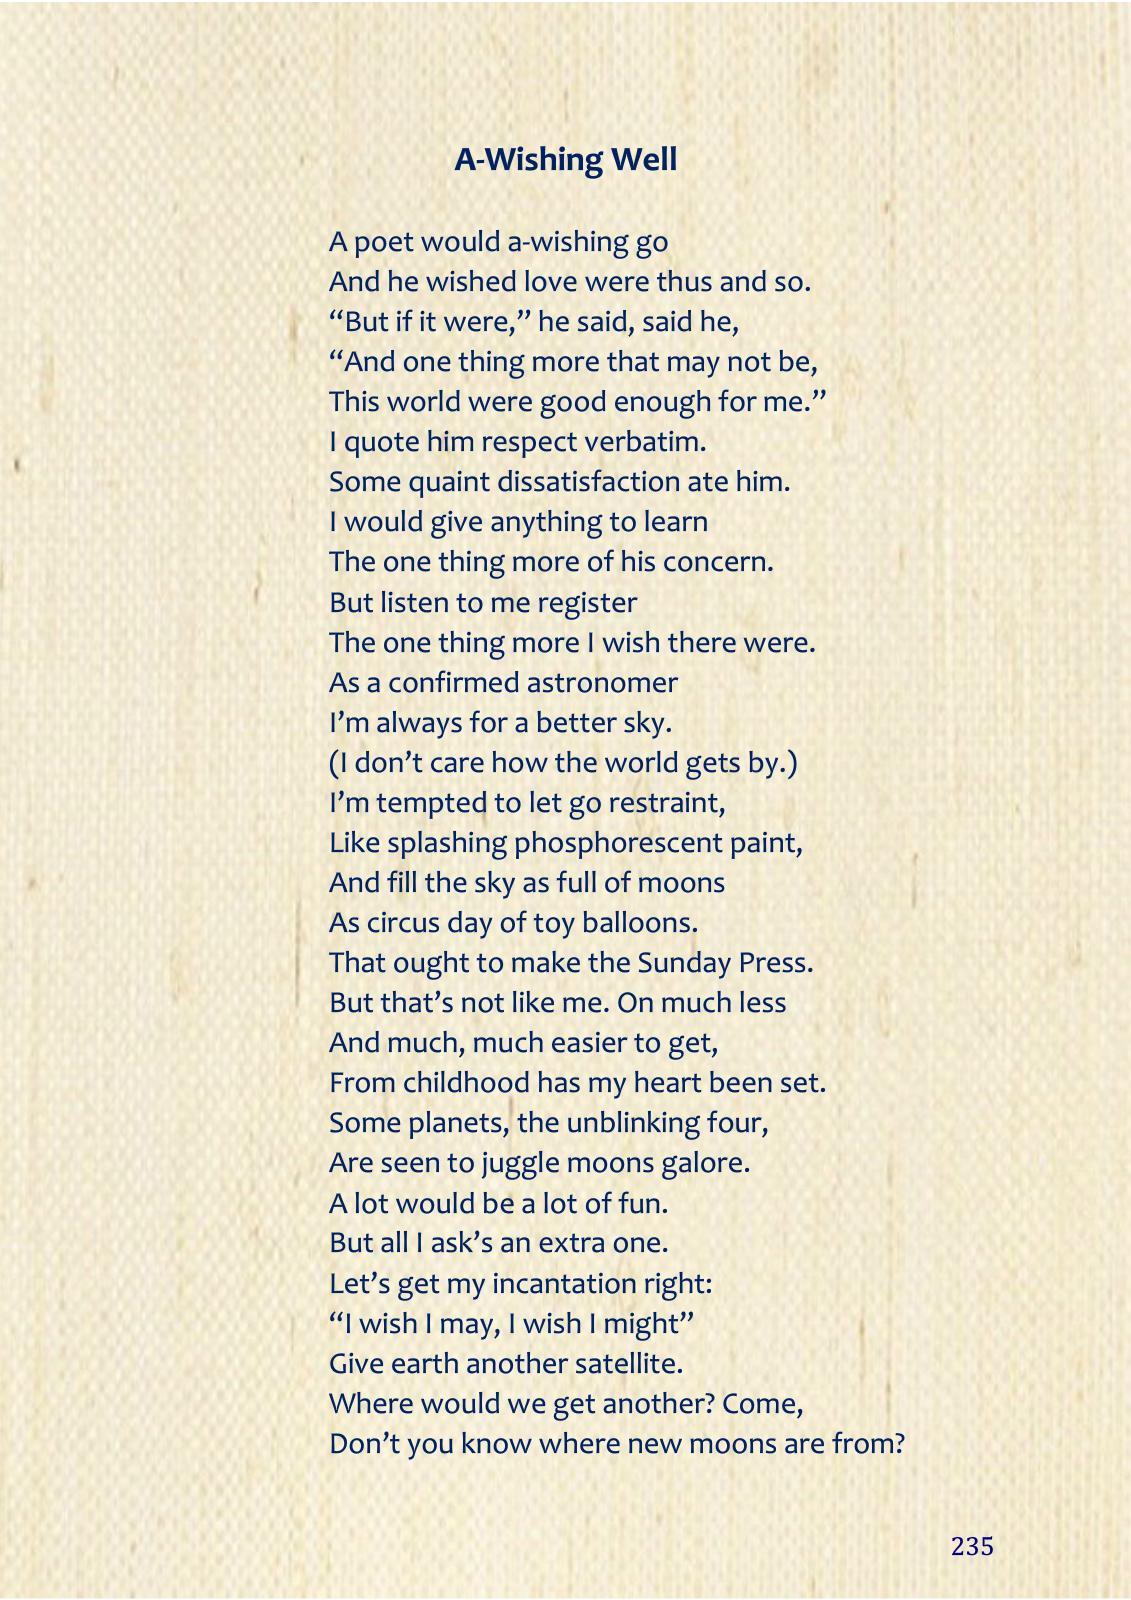 A-Wishing Well
A poet would a-wishing go
And he wished love were thus and so.
“But if it were,” he said, said he,
“And one thing more that may not be,
This world were good enough for me.”
I quote him respect verbatim.
Some quaint dissatisfaction ate him.
I would give anything to learn
The one thing more of his concern.
But listen to me register
The one thing more I wish there were.
As a confirmed astronomer
I’m always for a better sky.
(I don’t care how the world gets by.)
I’m tempted to let go restraint,
Like splashing phosphorescent paint,
And fill the sky as full of moons
As circus day of toy balloons.
That ought to make the Sunday Press.
But that’s not like me. On much less
And much, much easier to get,
From childhood has my heart been set.
Some planets, the unblinking four,
Are seen to juggle moons galore.
A lot would be a lot of fun.
But all I ask’s an extra one.
Let’s get my incantation right:
“I wish I may, I wish I might”
Give earth another satellite.
Where would we get another? Come,
Don’t you know where new moons are from?
235